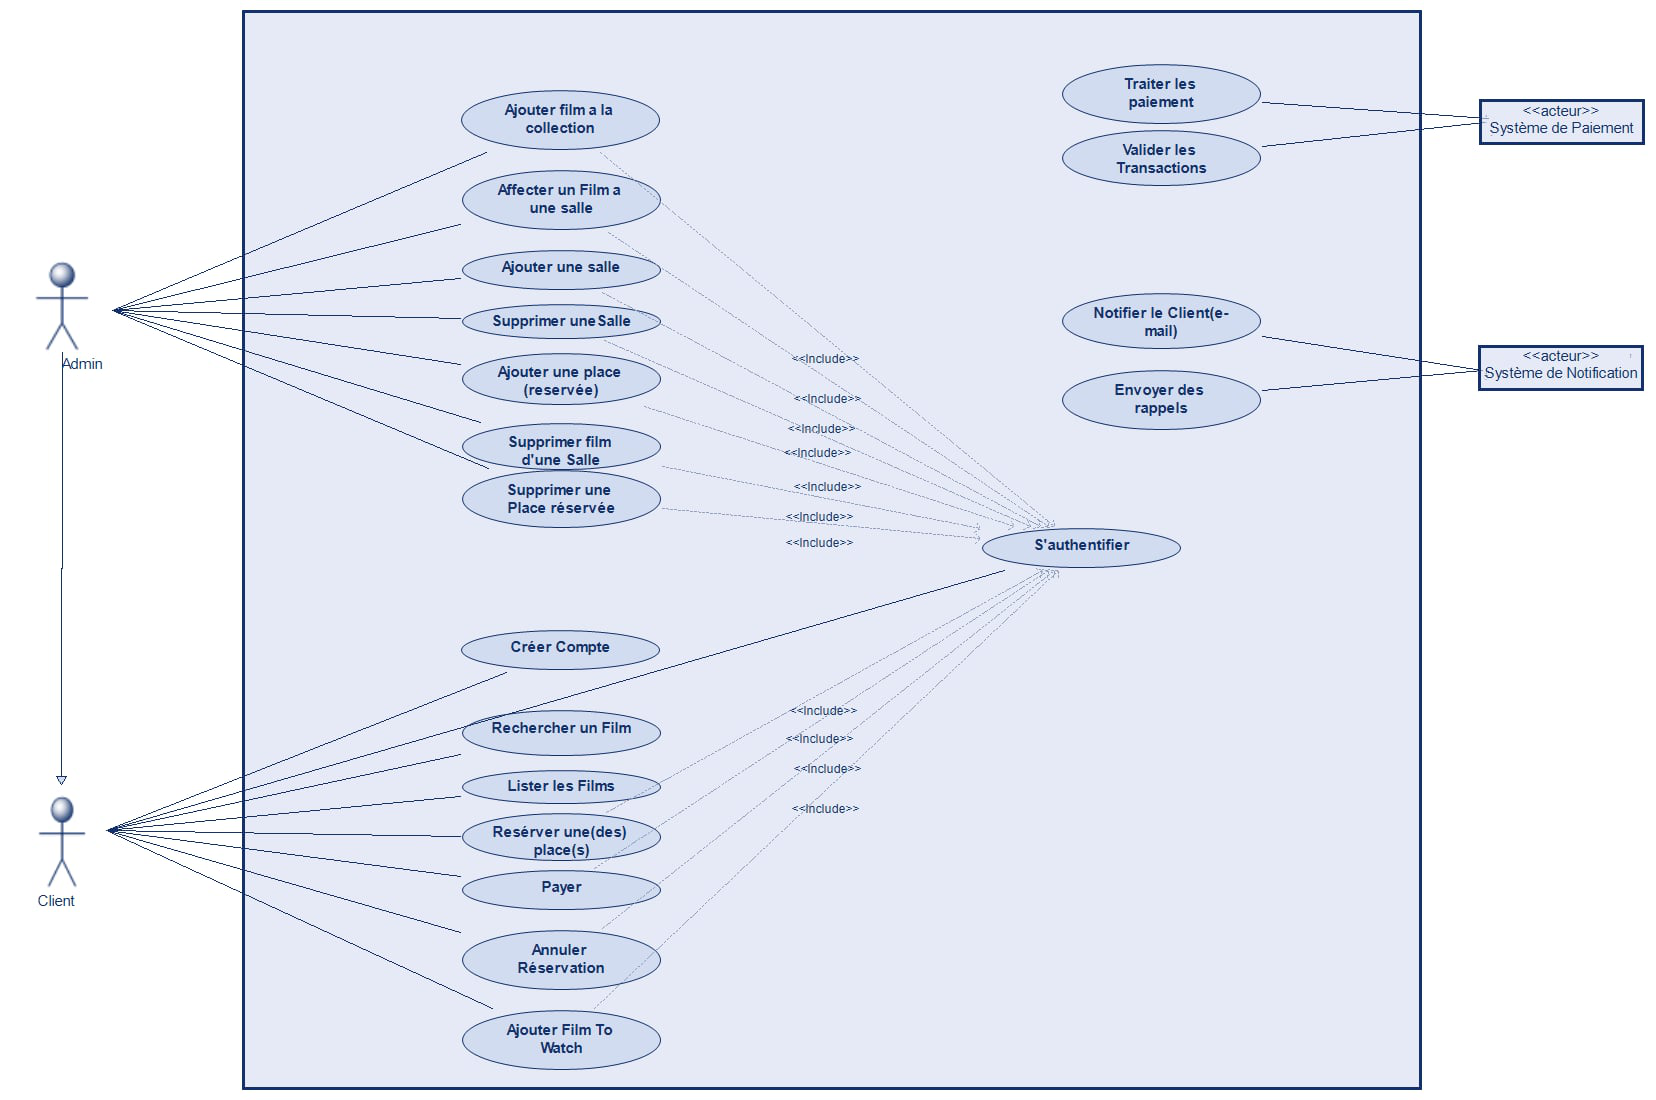 Ajouter film a la
collection
Affecter un Film a
une salle
Ajouter une salle
Supprimer uneSalle
Ajouter une place
(reservée)
Supprimer film
d'une Salle
Supprimer une
Place réservée
Admin
Traiter les
paiement
Valider les
Transactions
<<acteur>>
Système de Paiement
Notifier le Client(e-
mail)
Envoyer des
rappels
<<acteur>>
Système de Notification
<<Include>>
<<Include>>
<<Include>>
<<Include>>
<<Include>>
<<Include>>
<<Include>>
S'authentifier
Créer Compte
Rechercher un Film
Lister les Films
Resérver une(des)
place(s)
Payer
Annuler
Réservation
Ajouter Film To
Watch
<<Include>>
<<Include>>
<<Include>>
<<Include>>
Client